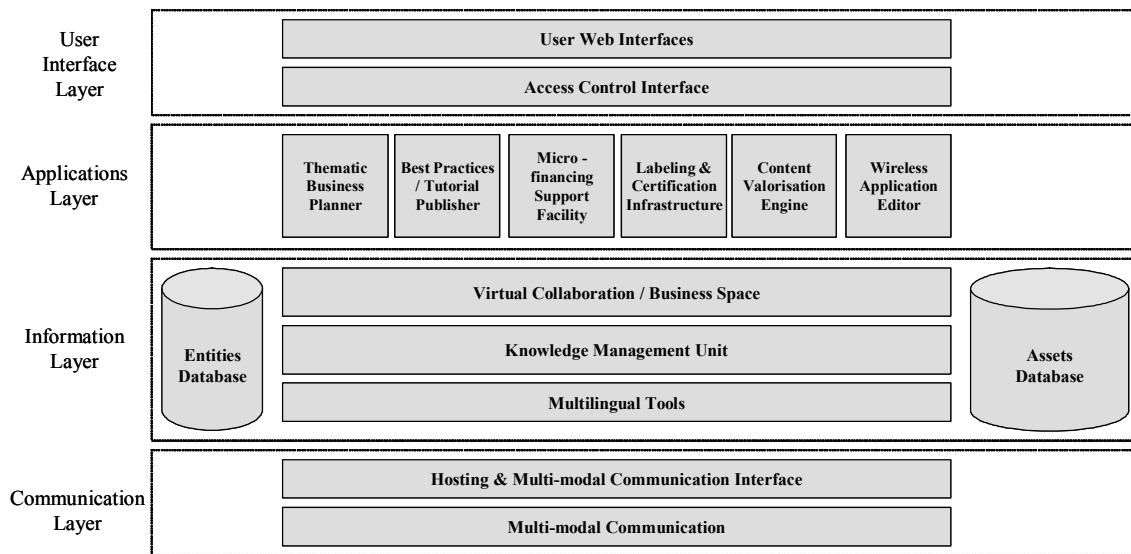 User
Interface
Layer
User Web Interfaces
Access Control Interface
Applications
Layer
Thematic
Business
Planner
Best Practices
/ Tutorial
Publisher
Micro -
financing
Support
Facility
Labeling &
Certification
Infrastructure
Content
Valorisation
Engine
Wireless
Application
Editor
Information
Layer
Entities
Database
Virtual Collaboration / Business Space
Knowledge Management Unit
Multilingual Tools
Assets
Database
Communication
Layer
Hosting & Multi-modal Communication Interface
Multi-modal Communication